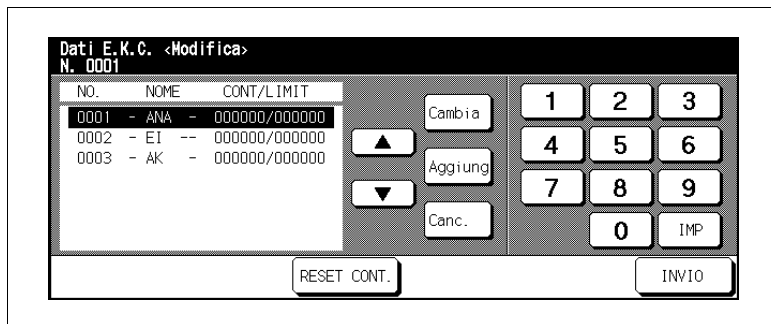 Dati E.K.C. <Modifica>
N. 0001
NO. NOME CONT/LIMIT
0001 - ANA - 000000/000000
0002 - EI -- 000000/000000
0003 - AK - 000000/000000
Cambia
Aggiung
Canc.
1 2 3
4 5 6
7 8 9
0 IMP
RESET CONT.
INVIO